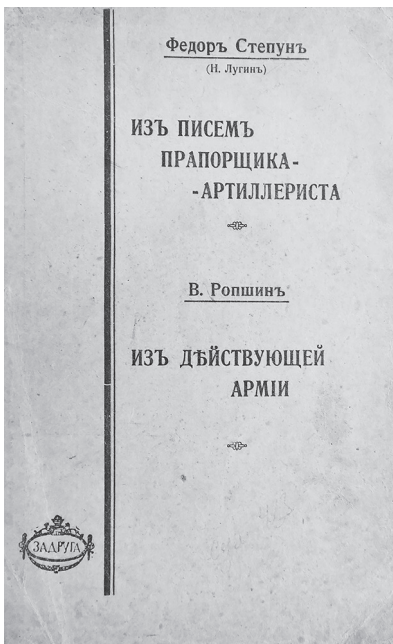 Федоръ Степунъ
(Н. Лугинъ)
ИЗЪ ПИСЕМЪ
ПРАПОРЩИКА-
-АРТИЛЛЕРИСТА
В. Ропшинъ
ИЗЪ ДѢЙСТВУЮЩЕЙ
АРМІИ
ЗАДРУГА